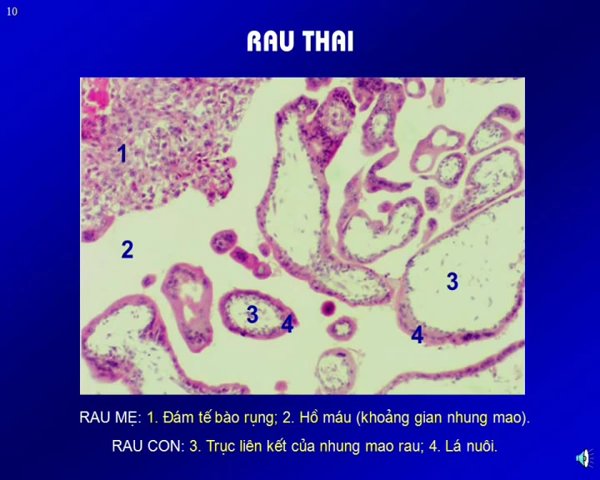 10
RAU THAI
1
2
3
3
4
4
RAU MẸ: 1. Đám tế bào rụng; 2. Hồ máu (khoảng gian nhung mao).
RAU CON: 3. Trục liên kết của nhung mao rau; 4. Lá nuôi.